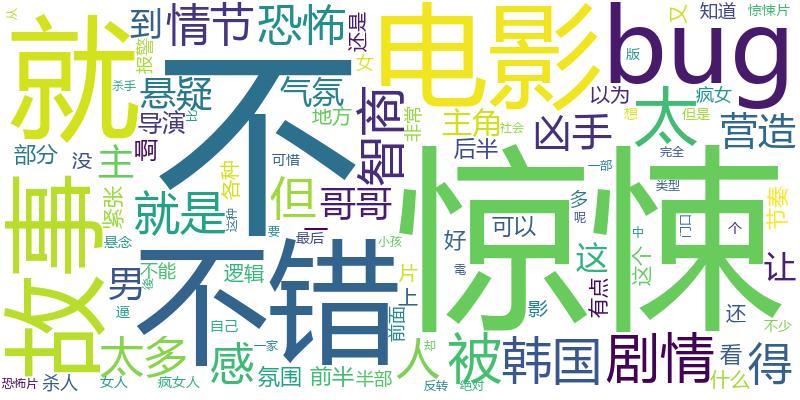 从
就
到
情节
恐怖
还是
电影
bug
又
知道
惊悚片
报警
女
版
杀手
悬疑
气氛
智商
以为
疯女
想
但是
不
出
地方
非常
主角
凶手
太
营造
导演
啊
社会
部分
没
主
各种
可惜
后半
完全
一部
故事
紧张
就是
但
哥哥
一
惊悚
多
呢
类型
节奏
这种
要
可以
门口
个
悬念
最后
好
这
中
不能
逻辑
小孩
片
让
男
不错
毫
这个
後
上
有点
影
还
逼
自己
前面
不少
太多
感
一家
人
却
被
韩国
剧情
看
得
恐怖片
杀人
女人
疯女人
氛围
前半
半部
反转
绝对
什么